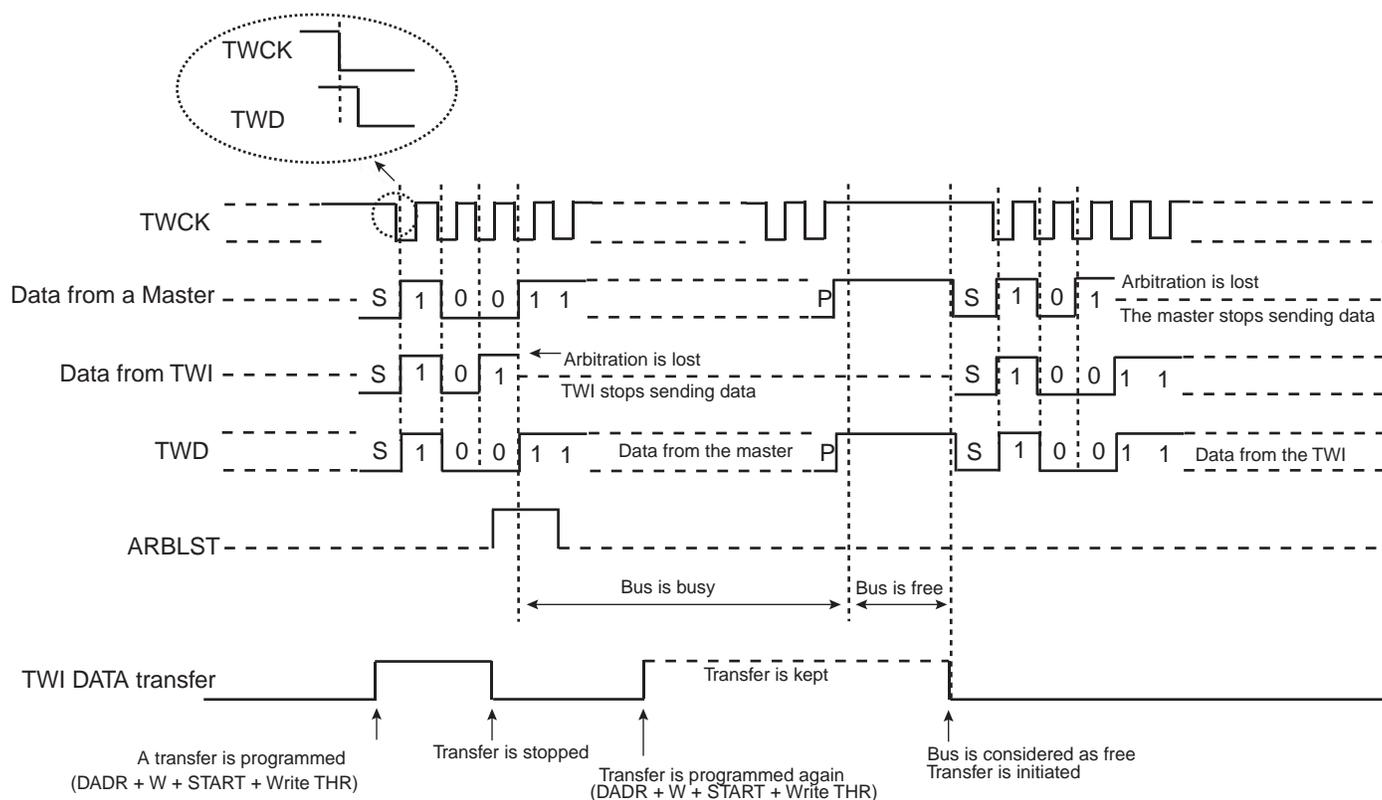 TWCK
TWD
TWCK
Data from a Master S 1 0 0 1 1 P S 1 0 1 Arbitration is lost
The master stops sending data
Data from TWI S 1 0 1 Arbitration is lost
TWI stops sending data
S 1 0 0 1 1
TWD S 1 0 0 1 1 Data from the master P S 1 0 0 1 1 Data from the TWI
ARBLST
Bus is busy Bus is free
TWI DATA transfer Transfer is kept
A transfer is programmed
(DADR + W + START + Write THR)
Transfer is stopped
Transfer is programmed again
(DADR + W + START + Write THR)
Bus is considered as free
Transfer is initiated